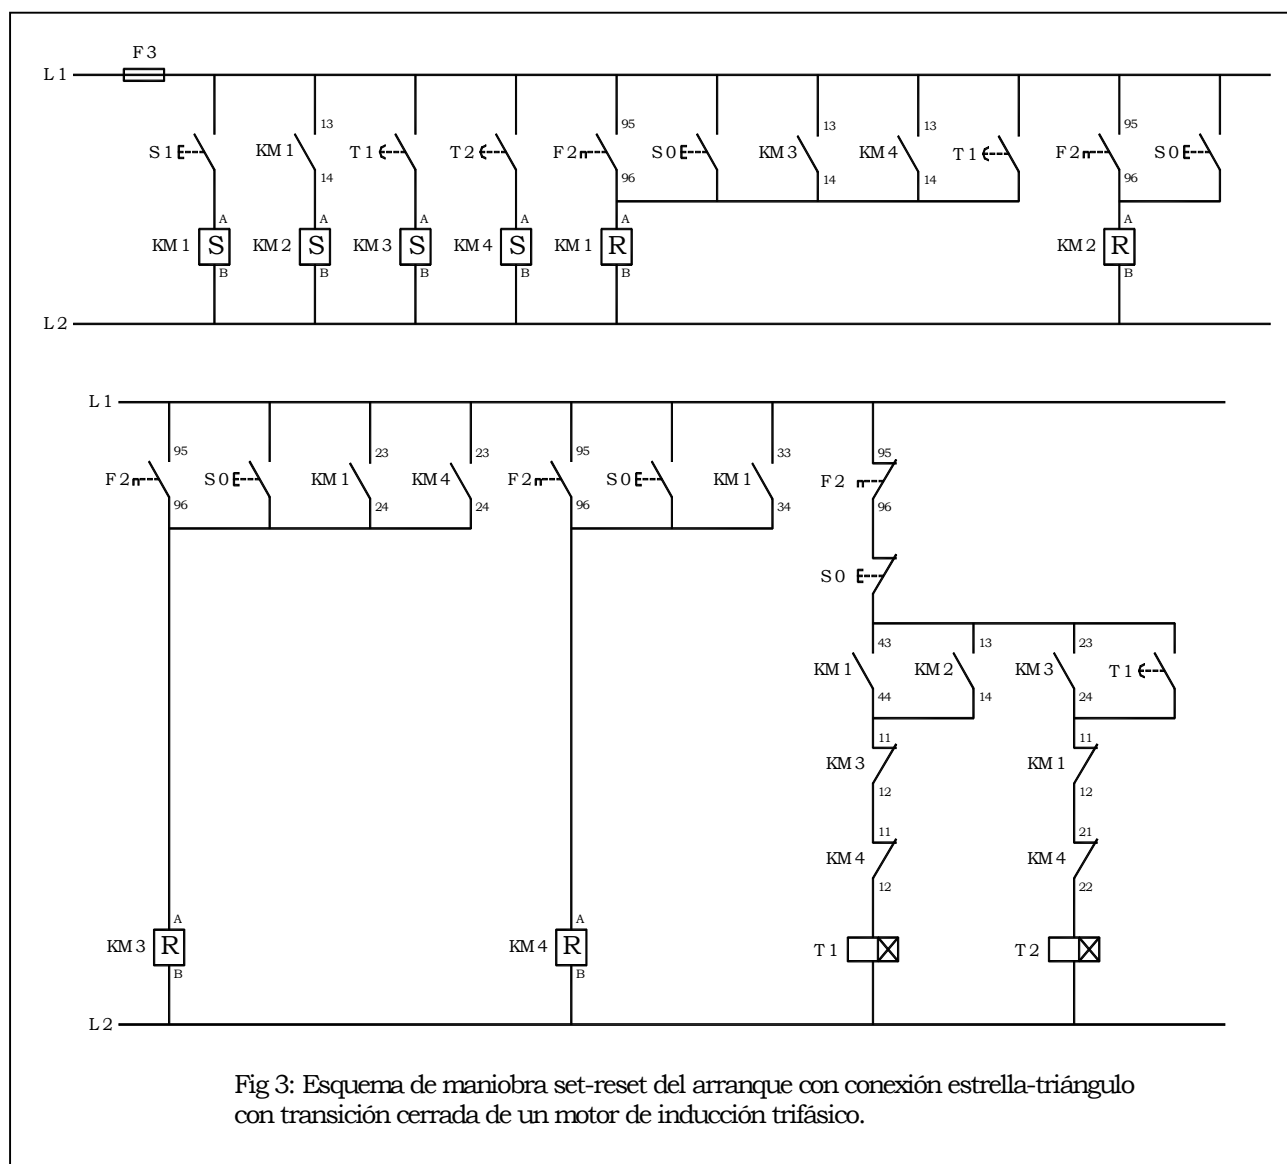 F3
L1
13 95 13 13 95
S1 KM1 T1 T2 F2 S0 KM3 KM4 T1 F2 S0
14 96 14 14 96
A A A A A A
KM1 S KM2 S KM3 S KM4 S KM1 R KM2 R
B B B B B B
L2
L1
95 23 23 95 33 95
F2 S0 KM1 KM4 F2 S0 KM1 F2
96 24 24 96 34 96
S0
43 13 23
KM1 KM2 KM3 T1
44 14 24
11 11
KM3 KM1
12 12
11 21
KM4 KM4
12 22
A A
KM3 R KM4 R T1 T2
B B
L2
Fig 3: Esquema de maniobra set-reset del arranque con conexión estrella-triángulo
con transición cerrada de un motor de inducción trifásico.